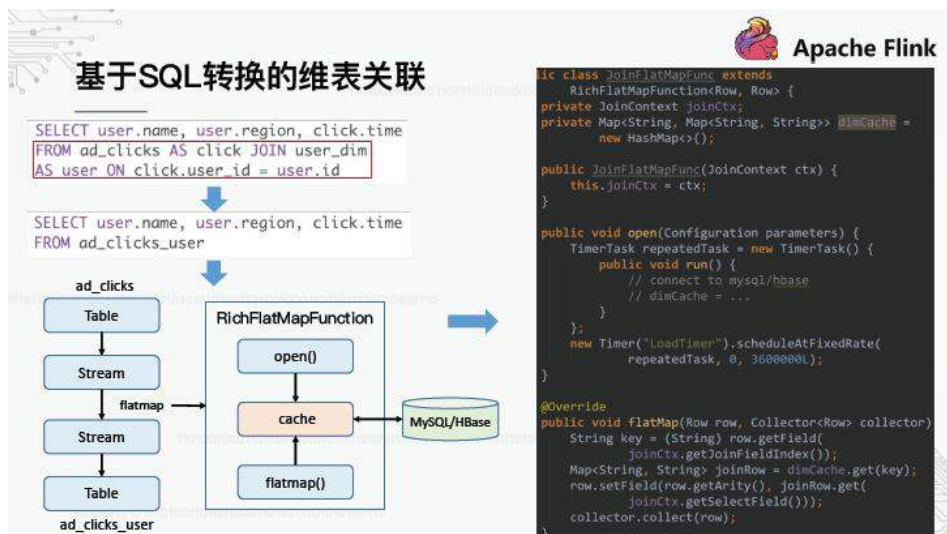 基于SQL转换的维表关联
Apache Flink
SELECT user.name, user.region, click.time
FROM ad_clicks AS click JOIN user_dim
AS user ON click.user_id = user.id
SELECT user.name, user.region, click.time
FROM ad_clicks_user
ad_clicks
Table
Stream
flatmap
Stream
Table
ad_clicks_user
RichFlatMapFunction
open()
cache
flatmap()
MySQL/HBase
lic class JoinFlatMapFunc extends
RichFlatMapFunction<Row, Row> {
private JoinContext joinCtx;
private Map<String, Map<String, String>> dimCache =
new HashMap<>();
public JoinFlatMapFunc(JoinContext ctx) {
this.joinCtx = ctx;
}
public void open(Configuration parameters) {
TimerTask repeatedTask = new TimerTask() {
public void run() {
// connect to mysql/hbase
// dimCache = ...
}
};
new Timer("LoadTimer").scheduleAtFixedRate(
repeatedTask, 0, 3600000L);
}
@Override
public void flatMap(Row row, Collector<Row> collector)
String key = (String) row.getField(
joinCtx.getJoinFieldIndex());
Map<String, String> joinRow = dimCache.get(key);
row.setField(row.getArity(), joinRow.get(
joinCtx.getSelectField()));
collector.collect(row);
}